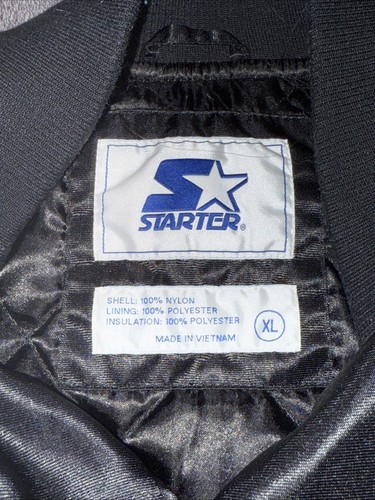 STARTER®
SHELL: 100% NYLON
LINING: 100% POLYESTER
INSULATION: 100% POLYESTER
XL
MADE IN VIETNAM